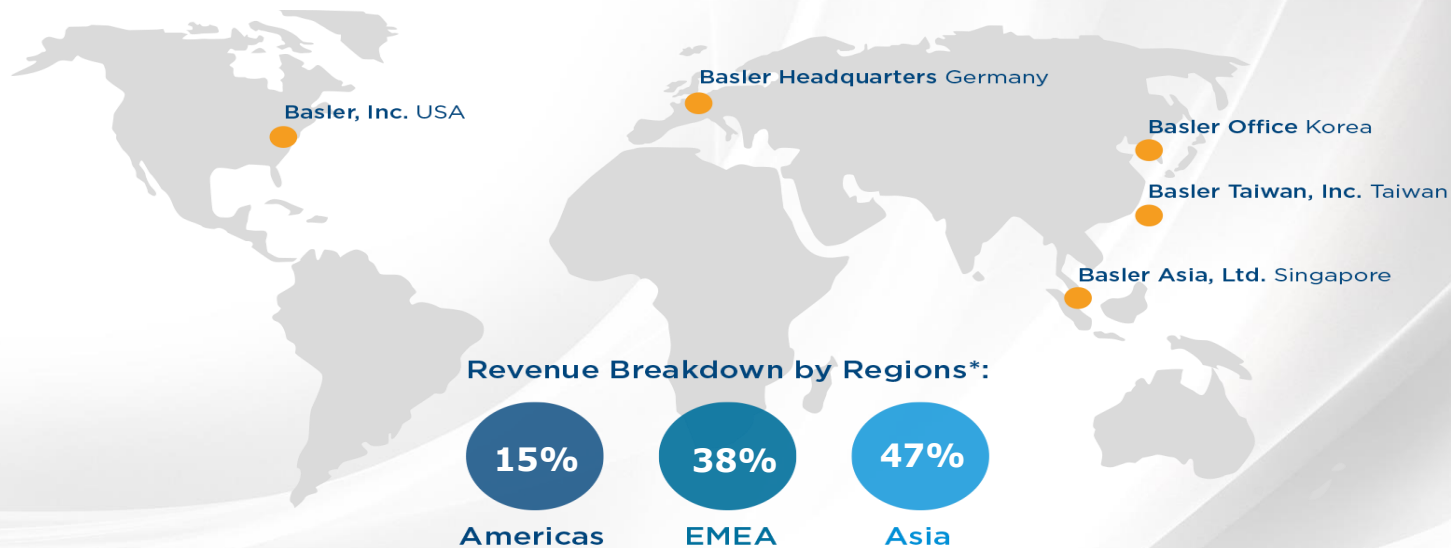 Basler Headquarters Germany
Basler, Inc. USA
Basler Office Korea
Basler Taiwan, Inc. Taiwan
Basler Asia, Ltd. Singapore
Revenue Breakdown by Regions*:
15% 38% 47%
Americas EMEA Asia